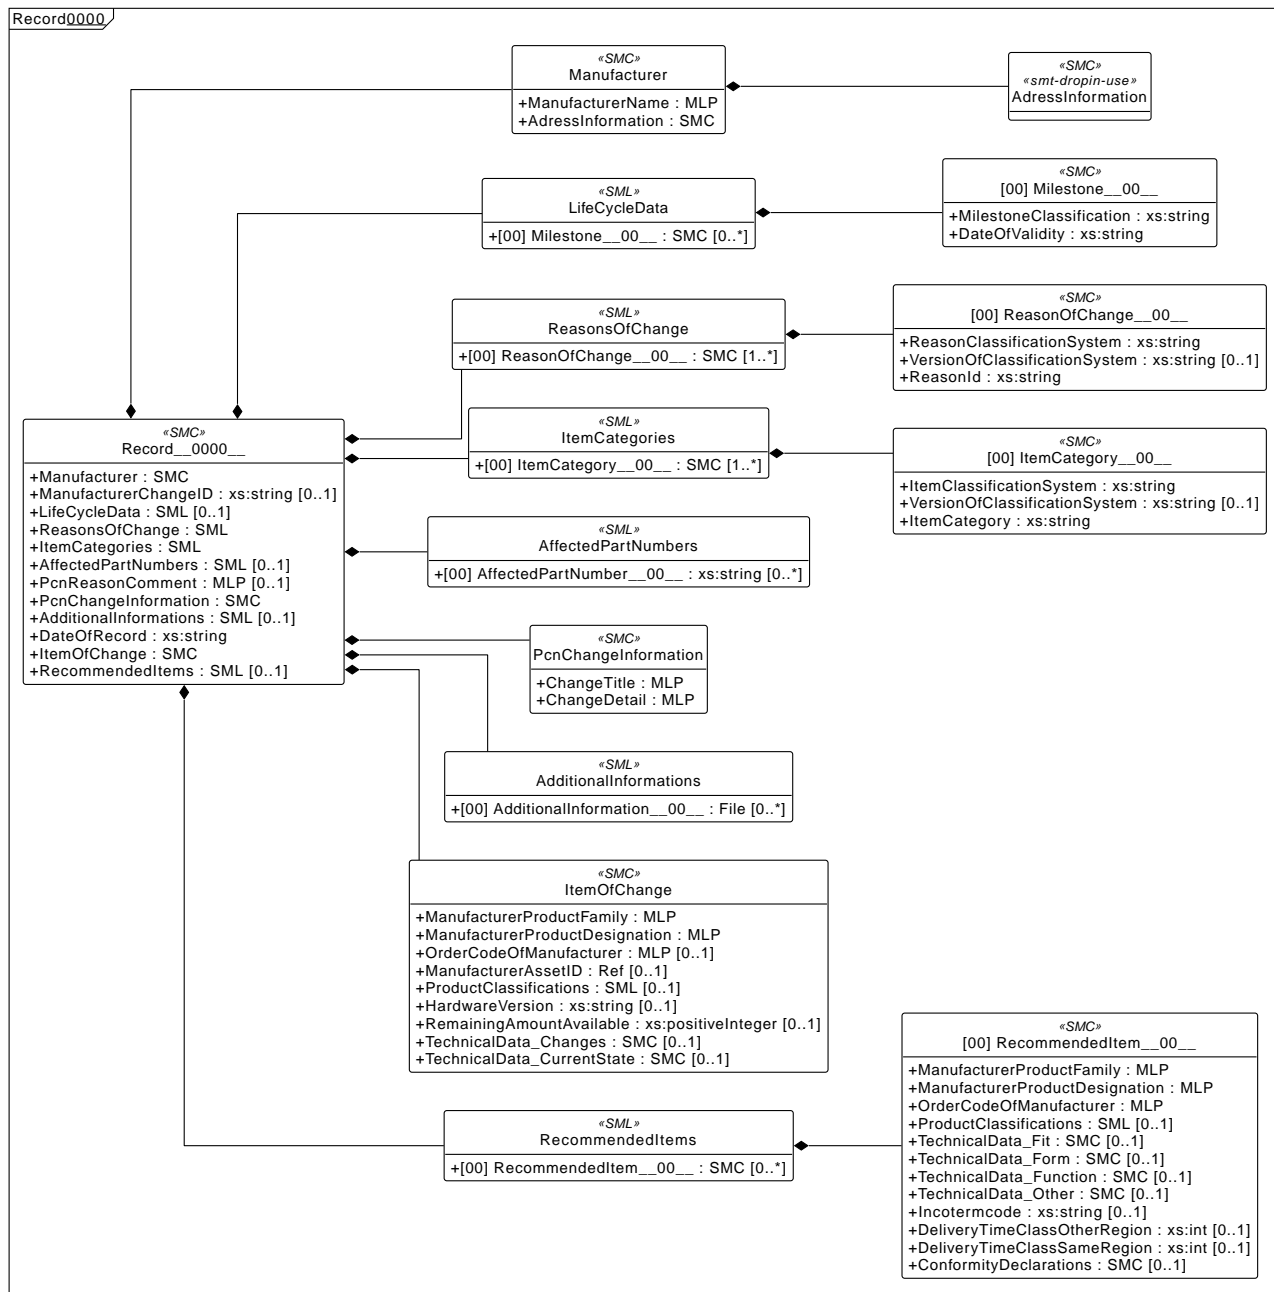 Record0000
«SMC»
Manufacturer
+ManufacturerName : MLP
+AdressInformation : SMC
«SMC»
«smt-dropin-use»
AdressInformation
«SML»
LifeCycleData
+[00] Milestone__00__ : SMC [0..*]
«SMC»
[00] Milestone__00__
+MilestoneClassification : xs:string
+DateOfValidity : xs:string
«SML»
ReasonsOfChange
+[00] ReasonOfChange__00__ : SMC [1..*]
«SMC»
[00] ReasonOfChange__00__
+ReasonClassificationSystem : xs:string
+VersionOfClassificationSystem : xs:string [0..1]
+ReasonId : xs:string
«SMC»
Record__0000__
+Manufacturer : SMC
+ManufacturerChangeID : xs:string [0..1]
+LifeCycleData : SML [0..1]
+ReasonsOfChange : SML
+ItemCategories : SML
+AffectedPartNumbers : SML [0..1]
+PcnReasonComment : MLP [0..1]
+PcnChangeInformation : SMC
+AdditionalInformations : SML [0..1]
+DateOfRecord : xs:string
+ItemOfChange : SMC
+RecommendedItems : SML [0..1]
«SML»
ItemCategories
+[00] ItemCategory__00__ : SMC [1..*]
«SMC»
[00] ItemCategory__00__
+ItemClassificationSystem : xs:string
+VersionOfClassificationSystem : xs:string [0..1]
+ItemCategory : xs:string
«SML»
AffectedPartNumbers
+[00] AffectedPartNumber__00__ : xs:string [0..*]
«SMC»
PcnChangeInformation
+ChangeTitle : MLP
+ChangeDetail : MLP
«SML»
AdditionalInformations
+[00] AdditionalInformation__00__ : File [0..*]
«SMC»
ItemOfChange
+ManufacturerProductFamily : MLP
+ManufacturerProductDesignation : MLP
+OrderCodeOfManufacturer : MLP [0..1]
+ManufacturerAssetID : Ref [0..1]
+ProductClassifications : SML [0..1]
+HardwareVersion : xs:string [0..1]
+RemainingAmountAvailable : xs:positiveInteger [0..1]
+TechnicalData_Changes : SMC [0..1]
+TechnicalData_CurrentState : SMC [0..1]
«SML»
RecommendedItems
+[00] RecommendedItem__00__ : SMC [0..*]
«SMC»
[00] RecommendedItem__00__
+ManufacturerProductFamily : MLP
+ManufacturerProductDesignation : MLP
+OrderCodeOfManufacturer : MLP
+ProductClassifications : SML [0..1]
+TechnicalData_Fit : SMC [0..1]
+TechnicalData_Form : SMC [0..1]
+TechnicalData_Function : SMC [0..1]
+TechnicalData_Other : SMC [0..1]
+Incotermcode : xs:string [0..1]
+DeliveryTimeClassOtherRegion : xs:int [0..1]
+DeliveryTimeClassSameRegion : xs:int [0..1]
+ConformityDeclarations : SMC [0..1]